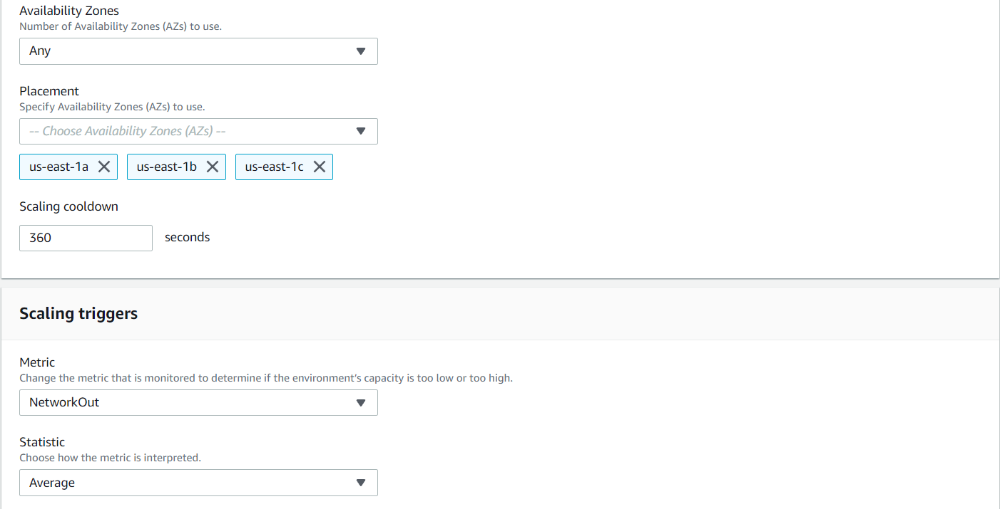 Availability Zones
Number of Availability Zones (AZs) to use.
Any
Placement
Specify Availability Zones (AZs) to use.
-- Choose Availability Zones (AZs) --
us-east-1a us-east-1b us-east-1c
Scaling cooldown
360 seconds
Scaling triggers
Metric
Change the metric that is monitored to determine if the environment’s capacity is too low or too high.
NetworkOut
Statistic
Choose how the metric is interpreted.
Average